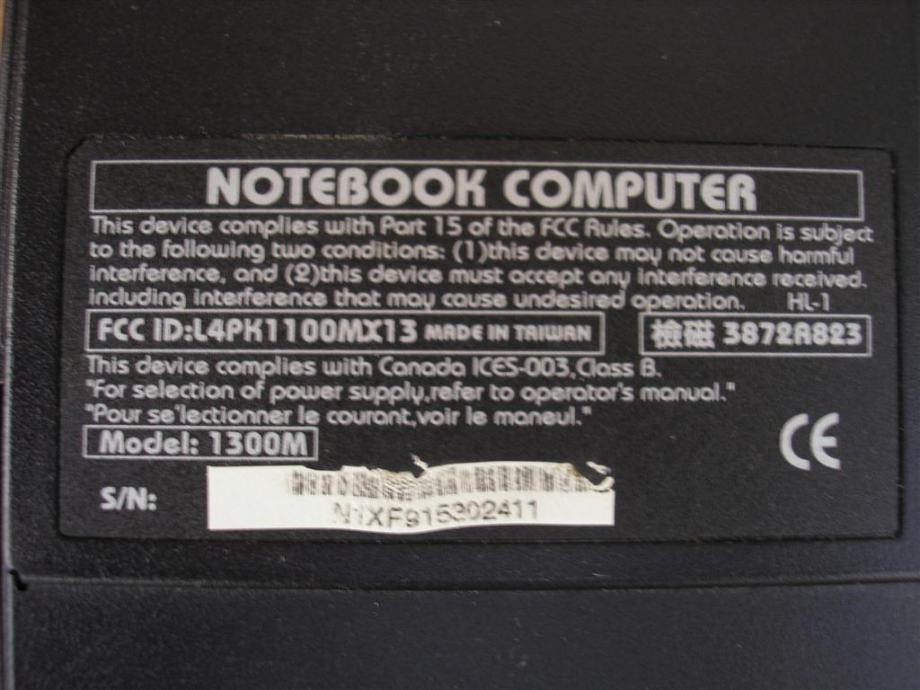 NOTEBOOK COMPUTER
This device complies with Part 15 of the FCC Rules. Operation is subject
to the following two conditions: (1)this device may not cause harmful
interference, and (2)this device must accept any interference received.
including interference that may cause undesired operation. HL-1
FCC ID:L4PK1100MX13 MADE IN TAIWAN 檢磁 3872A823
This device complies with Canada ICES-003,Class B.
"For selection of power supply,refer to operator's manual."
"Pour se'lectionner le courant,voir le maneul."
Model: 1300M
CE
S/N: